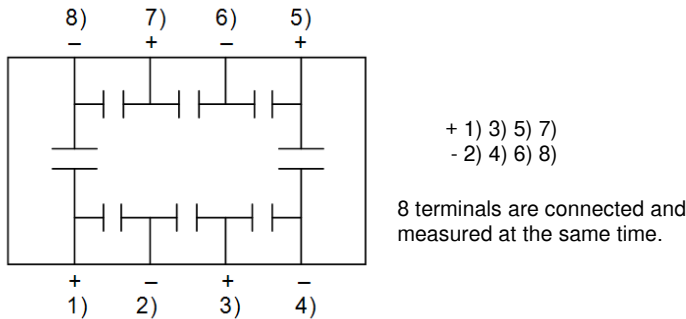 8) 7) 6) 5)
– + – +
+ – + –
1) 2) 3) 4)
+ 1) 3) 5) 7)
- 2) 4) 6) 8)
8 terminals are connected and
measured at the same time.